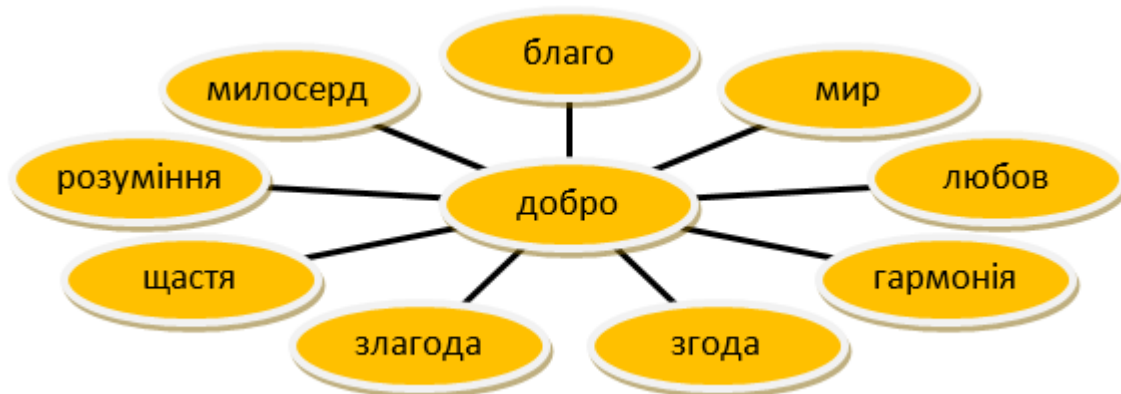 благо
милосерд
мир
розуміння
любов
добро
щастя
гармонія
злагода
згода